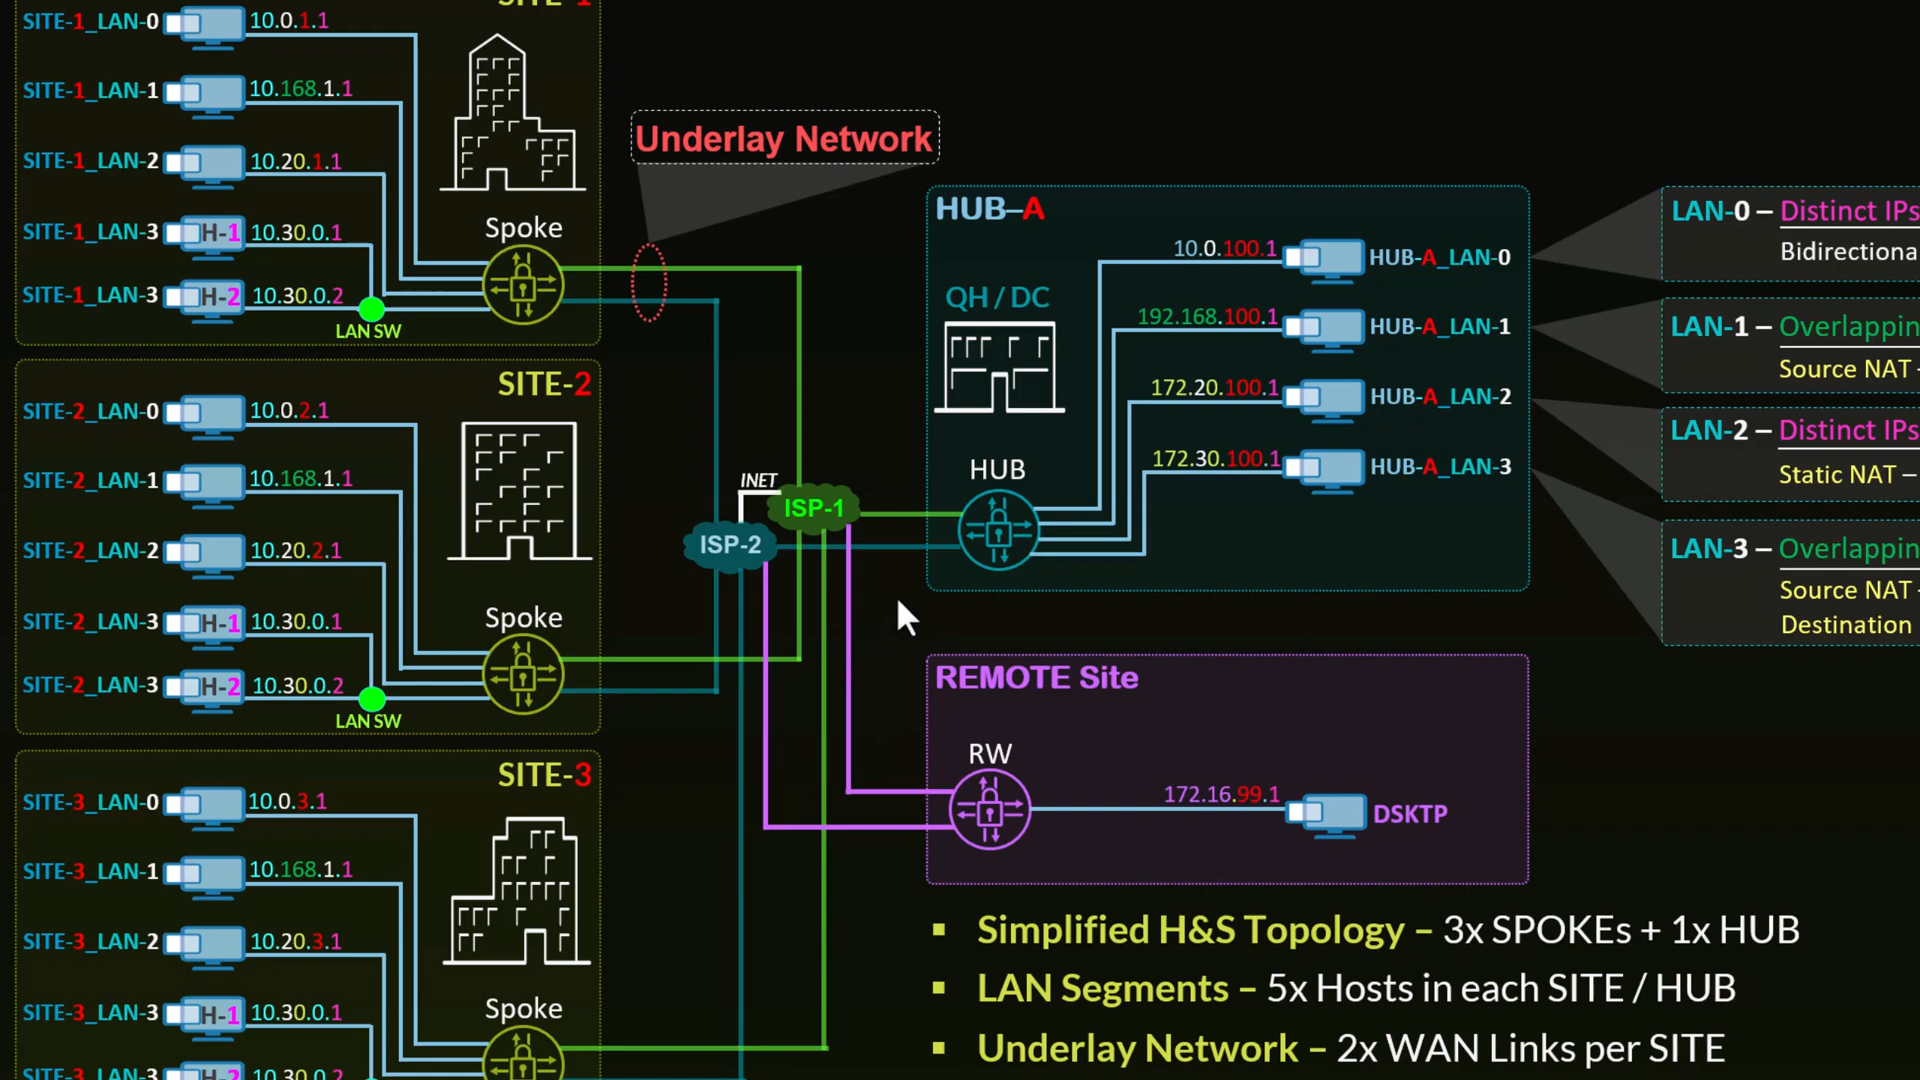 SITE-1
SITE-1_LAN-0
10.0.1.1
SITE-1_LAN-1
10.168.1.1
SITE-1_LAN-2
10.20.1.1
SITE-1_LAN-3
H-1
10.30.0.1
SITE-1_LAN-3
H-2
10.30.0.2
LAN SW
Spoke
Underlay Network
SITE-2
SITE-2_LAN-0
10.0.2.1
SITE-2_LAN-1
10.168.1.1
SITE-2_LAN-2
10.20.2.1
SITE-2_LAN-3
H-1
10.30.0.1
SITE-2_LAN-3
H-2
10.30.0.2
LAN SW
Spoke
SITE-3
SITE-3_LAN-0
10.0.3.1
SITE-3_LAN-1
10.168.1.1
SITE-3_LAN-2
10.20.3.1
SITE-3_LAN-3
H-1
10.30.0.1
SITE-3_LAN-3
H-2
10.30.0.2
Spoke
INET
ISP-1
ISP-2
HUB–A
QH / DC
HUB
10.0.100.1
HUB-A_LAN-0
192.168.100.1
HUB-A_LAN-1
172.20.100.1
HUB-A_LAN-2
172.30.100.1
HUB-A_LAN-3
LAN-0 – Distinct IPs
Bidirectiona
LAN-1 – Overlappin
Source NAT -
LAN-2 – Distinct IPs
Static NAT –
LAN-3 – Overlappin
Source NAT -
Destination
REMOTE Site
RW
172.16.99.1
DSKTP
▪ Simplified H&S Topology – 3x SPOKEs + 1x HUB
▪ LAN Segments – 5x Hosts in each SITE / HUB
▪ Underlay Network – 2x WAN Links per SITE